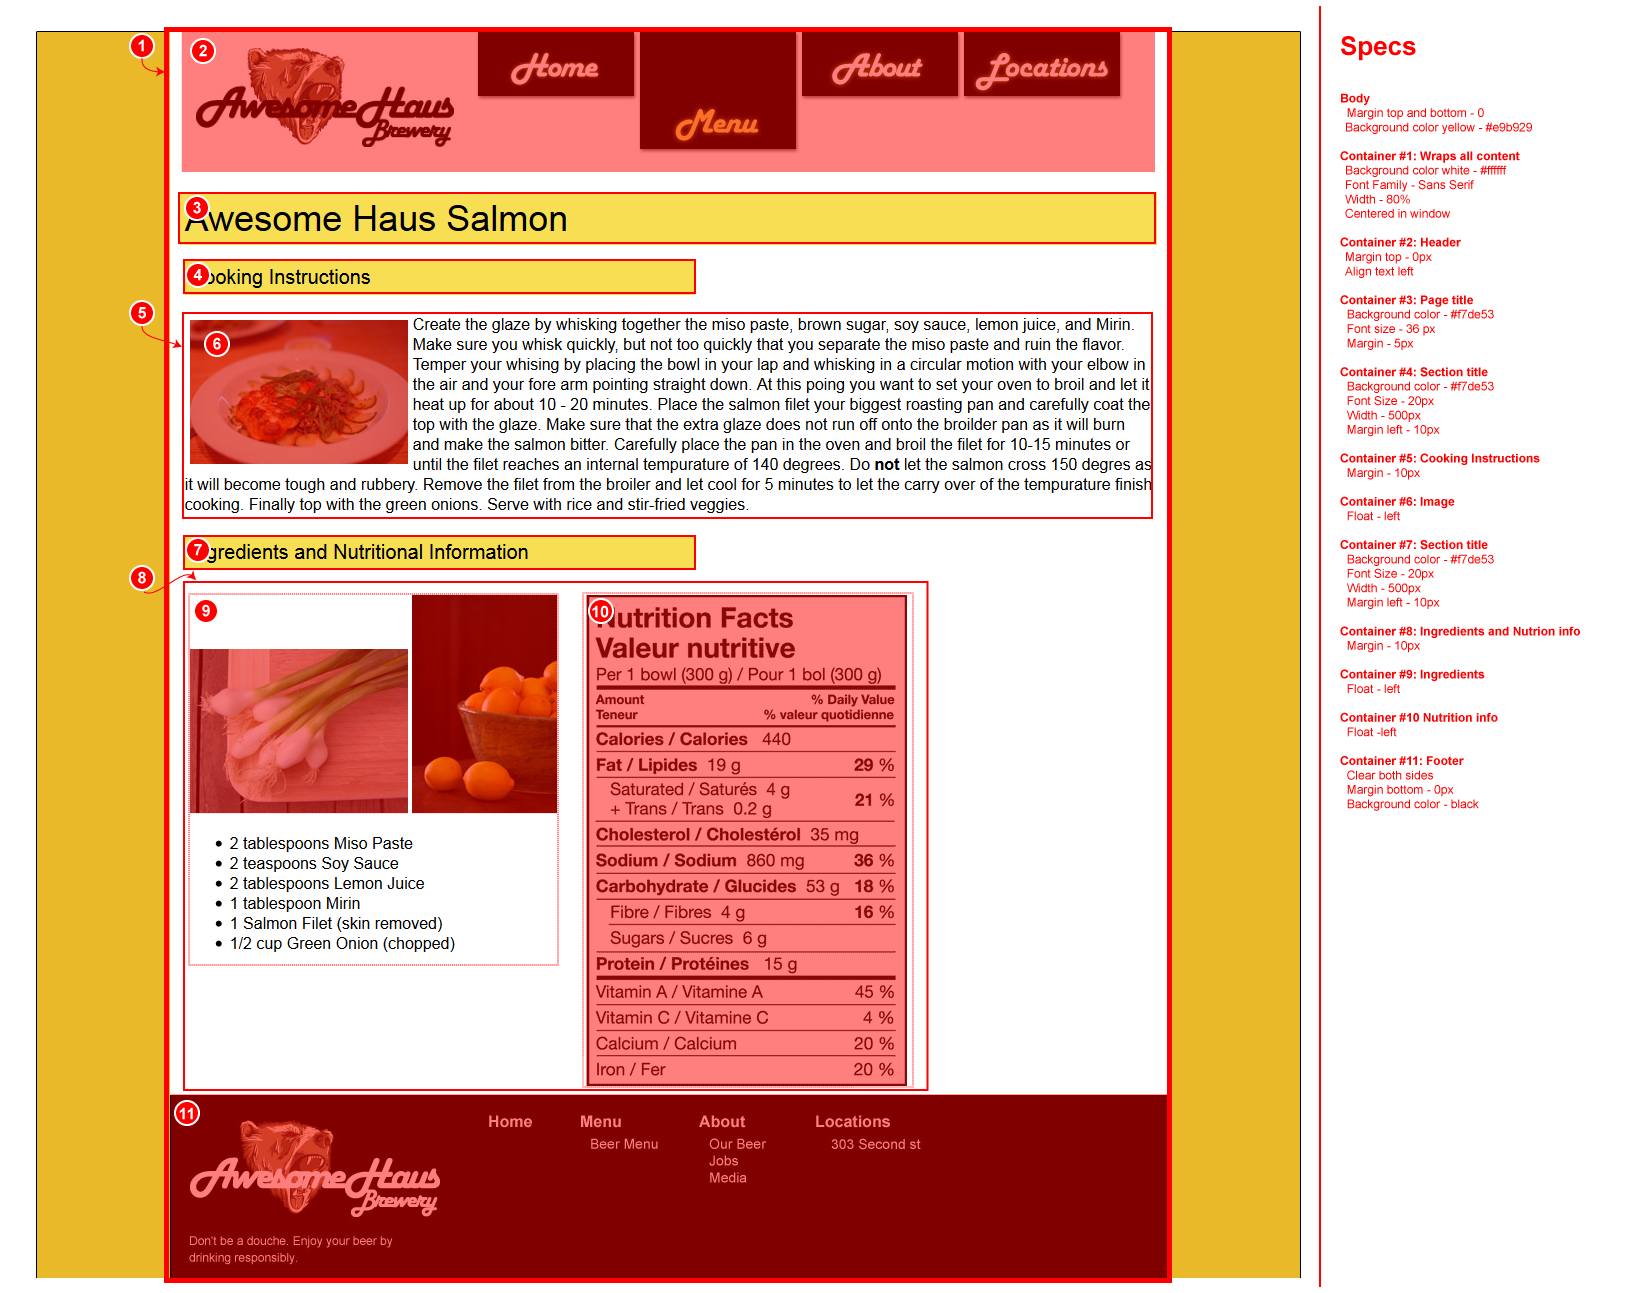 1
2
Awesome Haus
Brewery
Home
Menu
About
Locations
3
Awesome Haus Salmon
4
ooking Instructions
5
6
Create the glaze by whisking together the miso paste, brown sugar, soy sauce, lemon juice, and Mirin.
Make sure you whisk quickly, but not too quickly that you separate the miso paste and ruin the flavor.
Temper your whising by placing the bowl in your lap and whisking in a circular motion with your elbow in
the air and your fore arm pointing straight down. At this poing you want to set your oven to broil and let it
heat up for about 10 - 20 minutes. Place the salmon filet your biggest roasting pan and carefully coat the
top with the glaze. Make sure that the extra glaze does not run off onto the broilder pan as it will burn
and make the salmon bitter. Carefully place the pan in the oven and broil the filet for 10-15 minutes or
until the filet reaches an internal tempurature of 140 degrees. Do not let the salmon cross 150 degres as
it will become tough and rubbery. Remove the filet from the broiler and let cool for 5 minutes to let the carry over of the tempurature finish
cooking. Finally top with the green onions. Serve with rice and stir-fried veggies.
7
gredients and Nutritional Information
8
9
2 tablespoons Miso Paste
2 teaspoons Soy Sauce
2 tablespoons Lemon Juice
1 tablespoon Mirin
1 Salmon Filet (skin removed)
1/2 cup Green Onion (chopped)
10
Nutrition Facts
Valeur nutritive
Per 1 bowl (300 g) / Pour 1 bol (300 g)
Amount % Daily Value
Teneur % valeur quotidienne
Calories / Calories 440
Fat / Lipides 19 g 29 %
Saturated / Saturés 4 g
+ Trans / Trans 0.2 g 21 %
Cholesterol / Cholestérol 35 mg
Sodium / Sodium 860 mg 36 %
Carbohydrate / Glucides 53 g 18 %
Fibre / Fibres 4 g 16 %
Sugars / Sucres 6 g
Protein / Protéines 15 g
Vitamin A / Vitamine A 45 %
Vitamin C / Vitamine C 4 %
Calcium / Calcium 20 %
Iron / Fer 20 %
11
Awesome Haus
Brewery
Don't be a douche. Enjoy your beer by
drinking responsibly.
Home
Menu
Beer Menu
About
Our Beer
Jobs
Media
Locations
303 Second st
Specs
Body
Margin top and bottom - 0
Background color yellow - #e9b929
Container #1: Wraps all content
Background color white - #ffffff
Font Family - Sans Serif
Width - 80%
Centered in window
Container #2: Header
Margin top - 0px
Align text left
Container #3: Page title
Background color - #f7de53
Font size - 36 px
Margin - 5px
Container #4: Section title
Background color - #f7de53
Font Size - 20px
Width - 500px
Margin left - 10px
Container #5: Cooking Instructions
Margin - 10px
Container #6: Image
Float - left
Container #7: Section title
Background color - #f7de53
Font Size - 20px
Width - 500px
Margin left - 10px
Container #8: Ingredients and Nutrion info
Margin - 10px
Container #9: Ingredients
Float - left
Container #10 Nutrition info
Float -left
Container #11: Footer
Clear both sides
Margin bottom - 0px
Background color - black